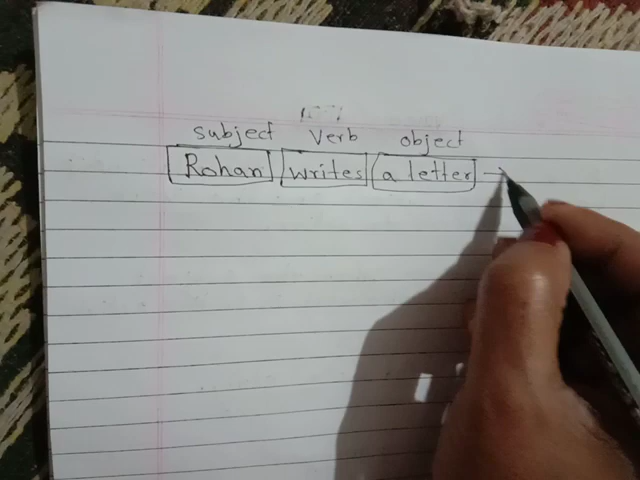 subject Verb object
Rohan writes a letter →